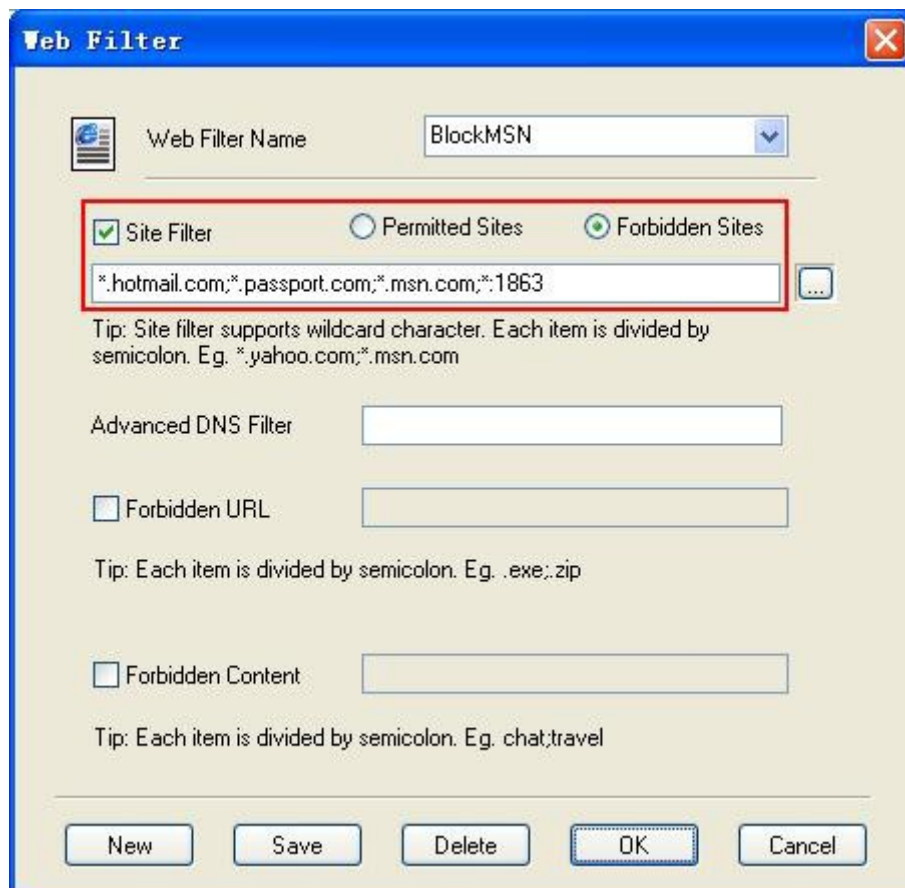 Web Filter
Web Filter Name
BlockMSN
Site Filter
Permitted Sites
Forbidden Sites
*.hotmail.com;*.passport.com;*.msn.com;*:1863
...
Tip: Site filter supports wildcard character. Each item is divided by
semicolon. Eg. *.yahoo.com;*.msn.com
Advanced DNS Filter
Forbidden URL
Tip: Each item is divided by semicolon. Eg. .exe;.zip
Forbidden Content
Tip: Each item is divided by semicolon. Eg. chat;travel
New
Save
Delete
OK
Cancel